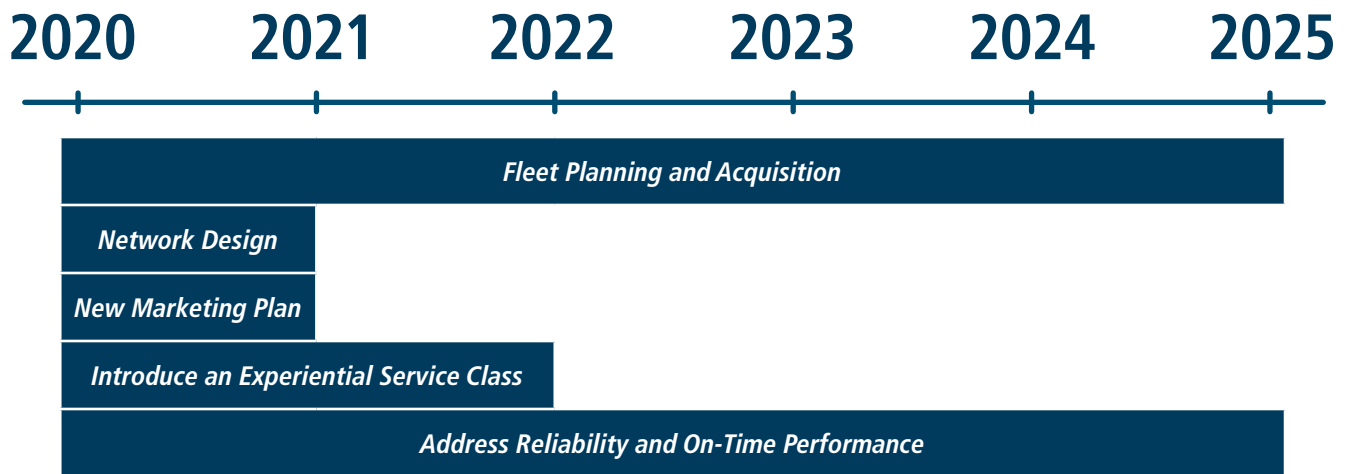 2020 2021 2022 2023 2024 2025
Fleet Planning and Acquisition
Network Design
New Marketing Plan
Introduce an Experiential Service Class
Address Reliability and On-Time Performance